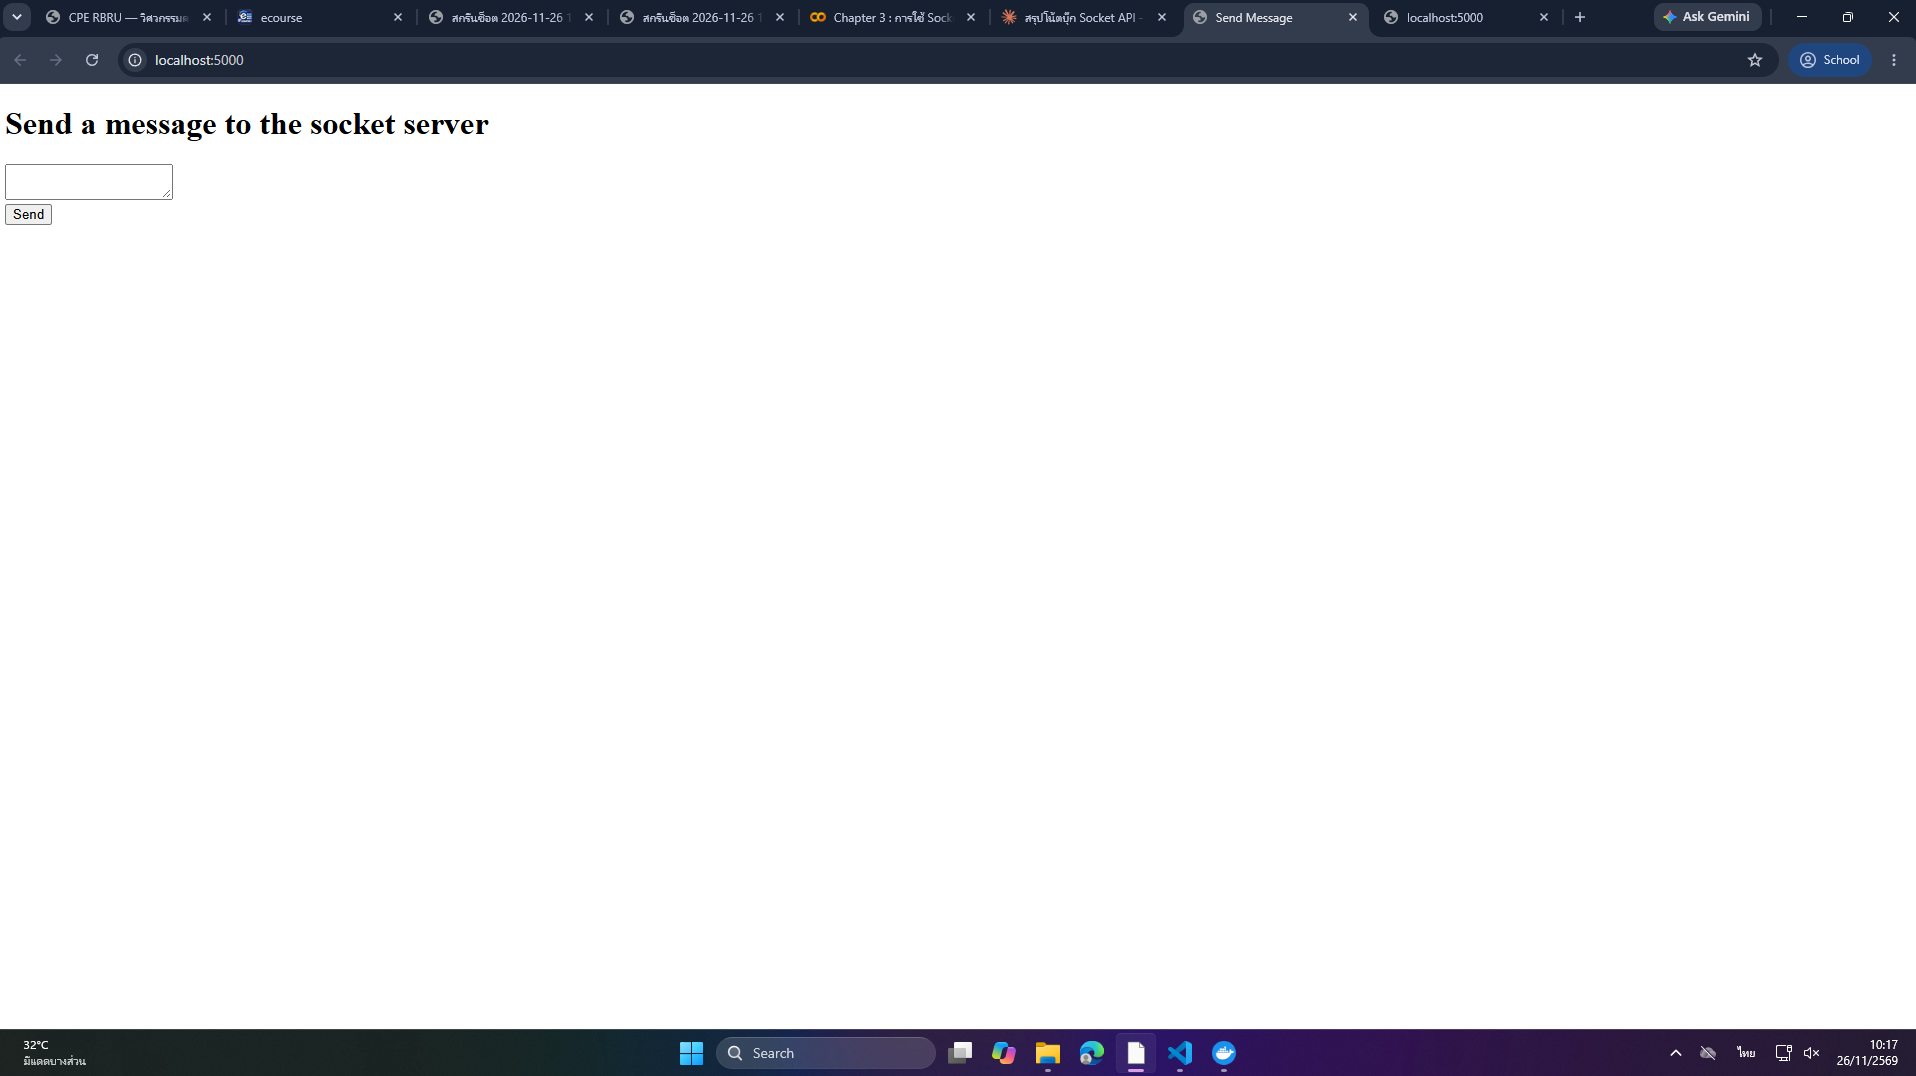 CPE RBRU — วิศวกรรมค
ecourse
สกรีนช็อต 2026-11-26 1
สกรีนช็อต 2026-11-26 1
Chapter 3 : การใช้ Sock
สรุปโน้ตบุ๊ก Socket API -
Send Message
localhost:5000
Ask Gemini
localhost:5000
School
Send a message to the socket server
Send
32°C
มีแดดบางส่วน
Search
ไทย
10:17
26/11/2569